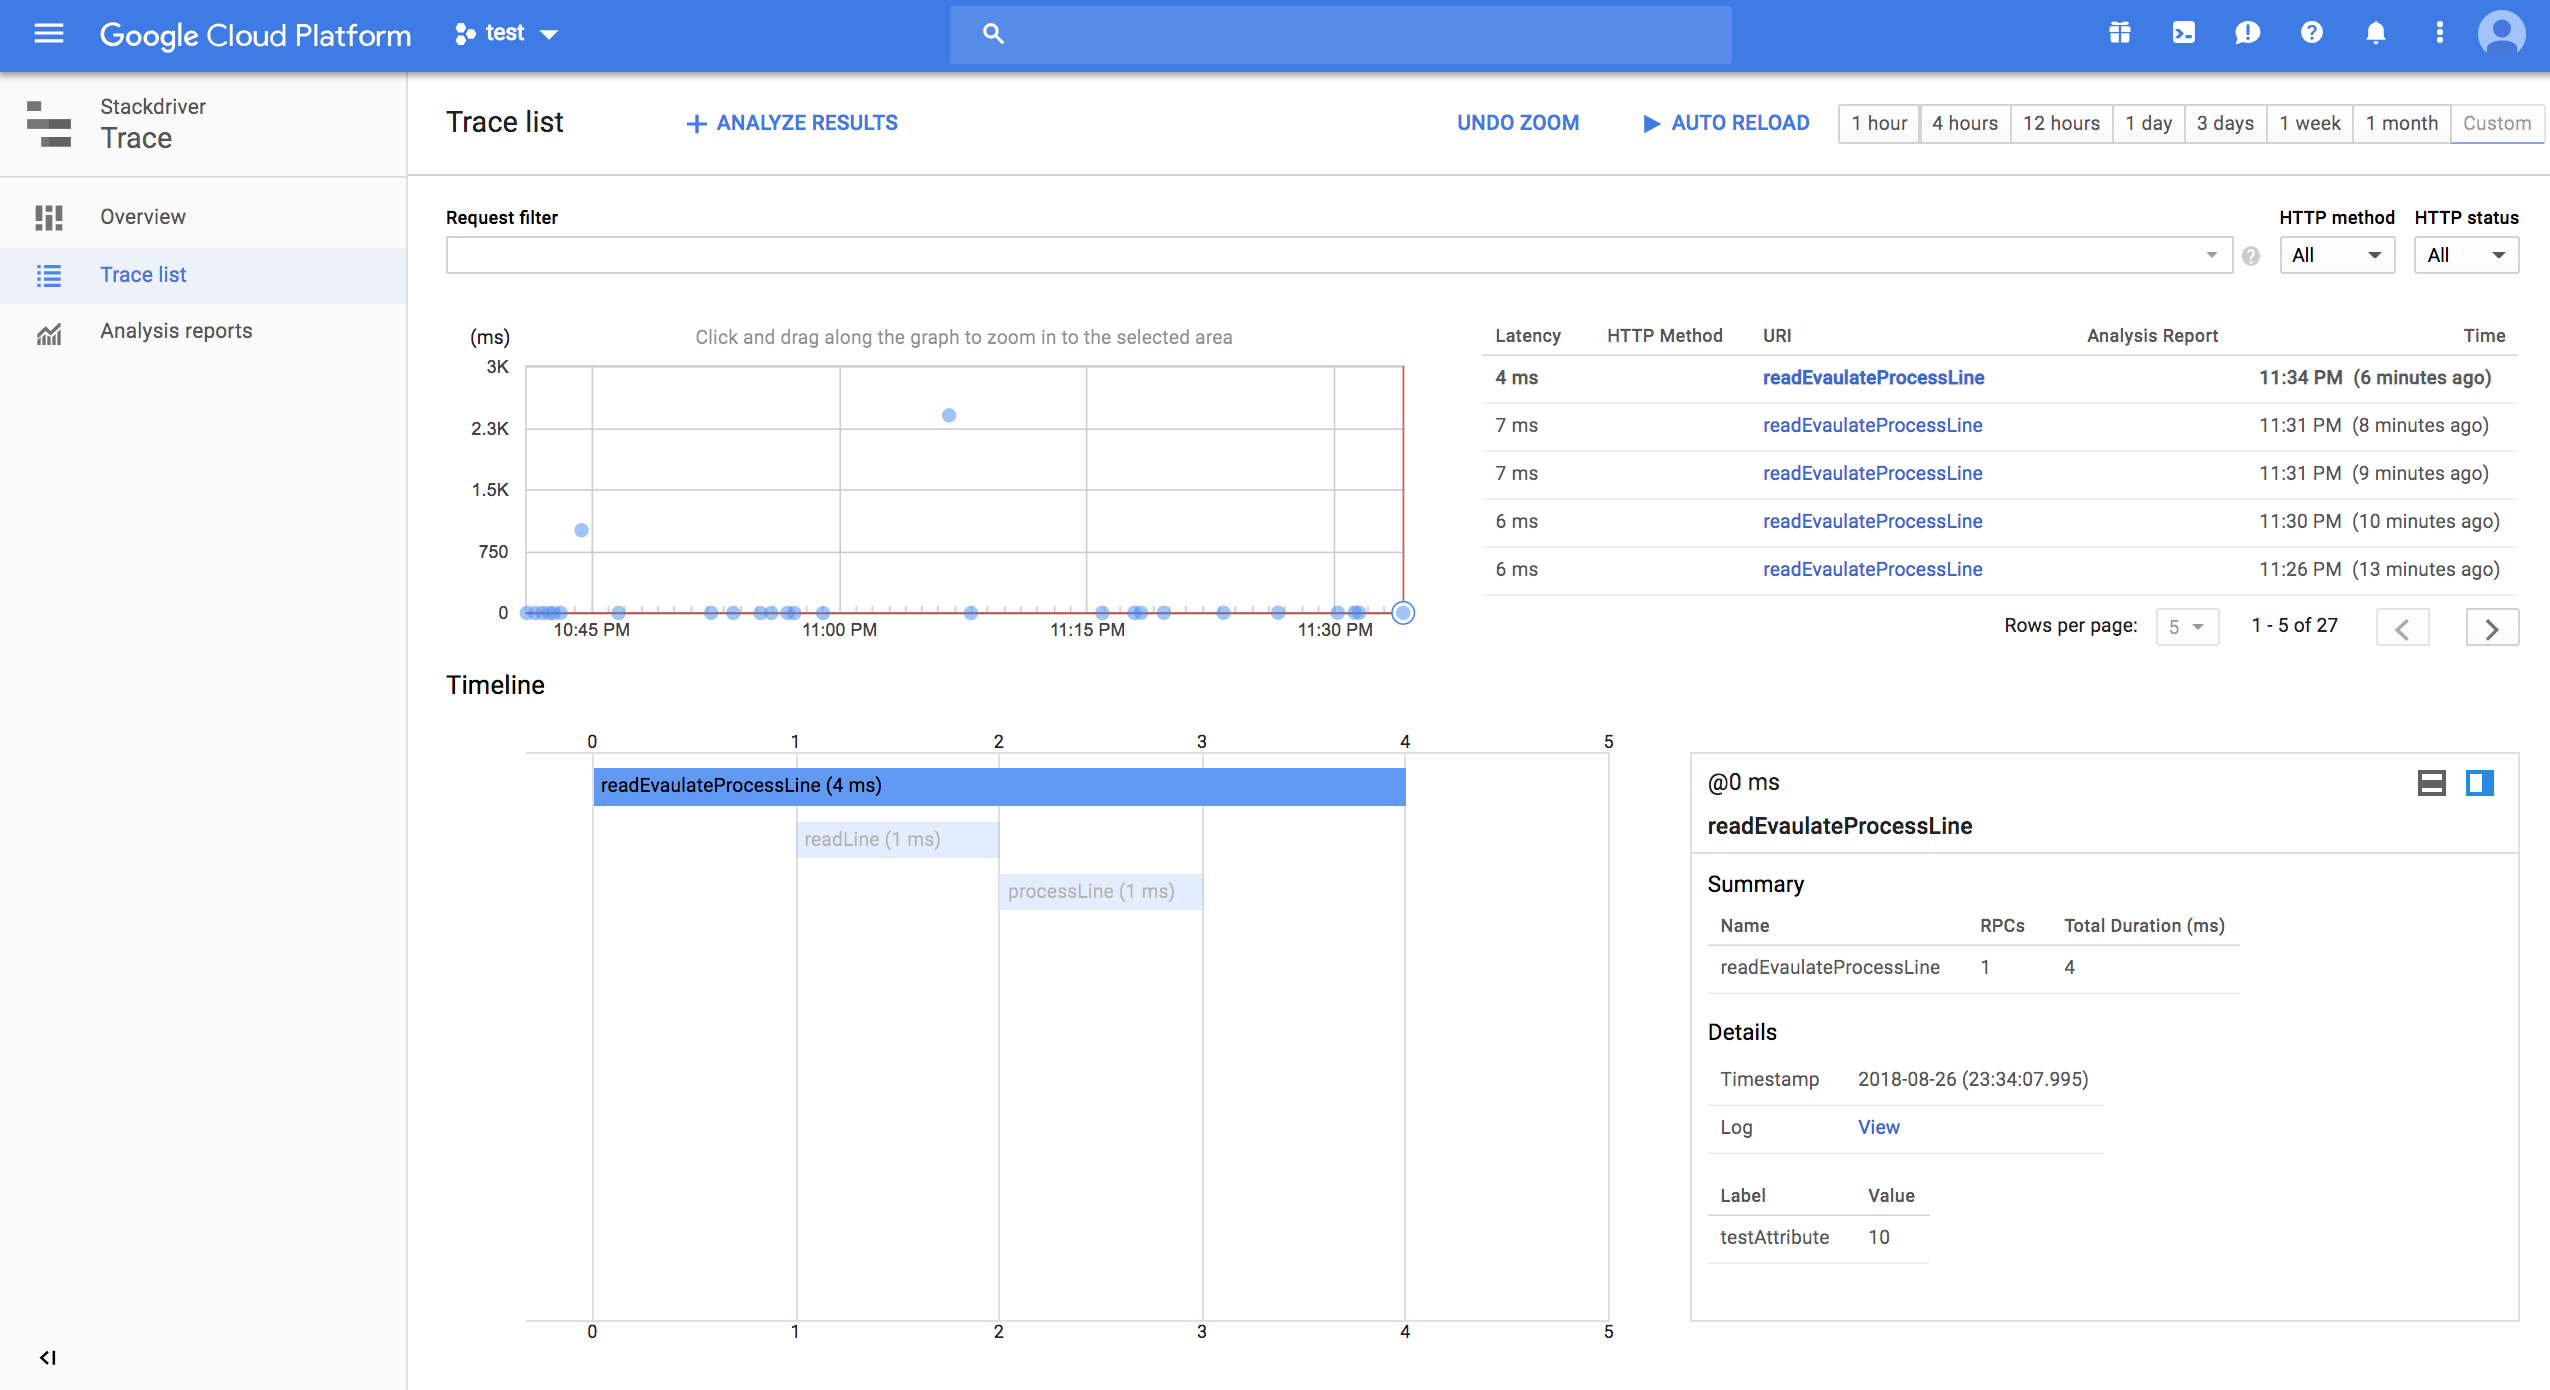 Google Cloud Platform test
Stackdriver
Trace
Overview
Trace list
Analysis reports
Trace list ANALYZE RESULTS UNDO ZOOM AUTO RELOAD 1 hour 4 hours 12 hours 1 day 3 days 1 week 1 month Custom
Request filter HTTP method HTTP status
All All
(ms) Click and drag along the graph to zoom in to the selected area
3K
2.3K
1.5K
750
0
10:45 PM 11:00 PM 11:15 PM 11:30 PM
Latency HTTP Method URI Analysis Report Time
4 ms readEvaulateProcessLine 11:34 PM (6 minutes ago)
7 ms readEvaulateProcessLine 11:31 PM (8 minutes ago)
7 ms readEvaulateProcessLine 11:31 PM (9 minutes ago)
6 ms readEvaulateProcessLine 11:30 PM (10 minutes ago)
6 ms readEvaulateProcessLine 11:26 PM (13 minutes ago)
Rows per page: 5 1 - 5 of 27
Timeline
0 1 2 3 4 5
readEvaulateProcessLine (4 ms)
readLine (1 ms)
processLine (1 ms)
0 1 2 3 4 5
@0 ms
readEvaulateProcessLine
Summary
Name RPCs Total Duration (ms)
readEvaulateProcessLine 1 4
Details
Timestamp 2018-08-26 (23:34:07.995)
Log View
Label Value
testAttribute 10